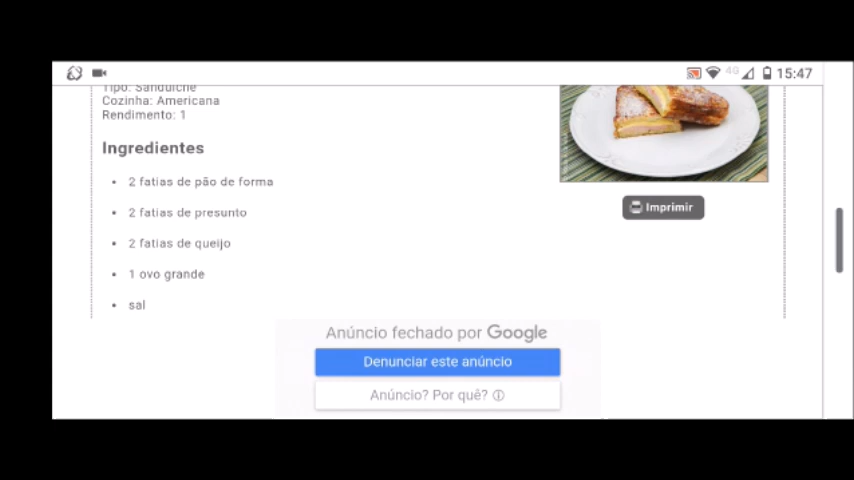 4G 15:47
Tipo: Sanduíche
Cozinha: Americana
Rendimento: 1
Ingredientes
• 2 fatias de pão de forma
• 2 fatias de presunto
• 2 fatias de queijo
• 1 ovo grande
• sal
Imprimir
Anúncio fechado por Google
Denunciar este anúncio
Anúncio? Por quê?